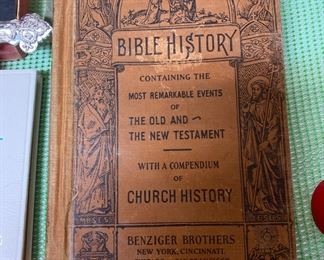 BIBLE HISTORY
CONTAINING THE
MOST REMARKABLE EVENTS
OF
THE OLD AND
THE NEW TESTAMENT
WITH A COMPENDIUM
OF
CHURCH HISTORY
MOSES
JESUS
BENZIGER BROTHERS
NEW YORK, CINCINNATI,